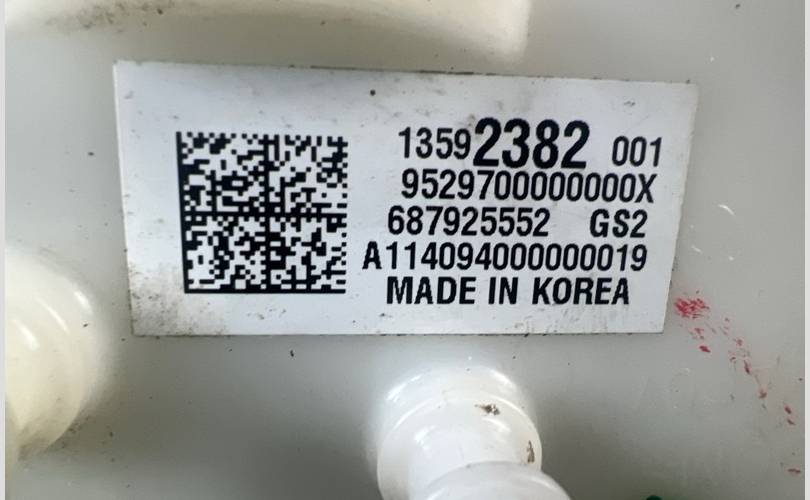 13592382 001
9529700000000X
687925552 GS2
A114094000000019
MADE IN KOREA